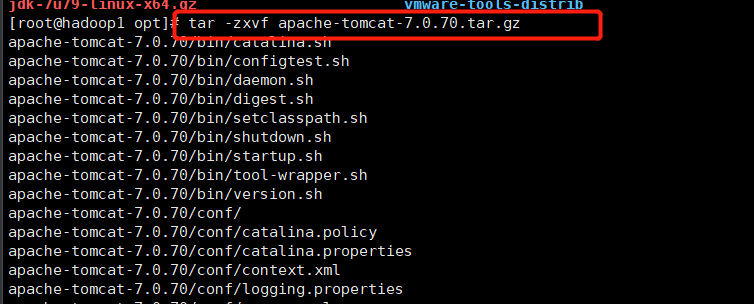 jdk-7u79-linux-x64.gz vmware-tools-distrib
[root@hadoop1 opt]# tar -zxvf apache-tomcat-7.0.70.tar.gz
apache-tomcat-7.0.70/bin/catalina.sh
apache-tomcat-7.0.70/bin/configtest.sh
apache-tomcat-7.0.70/bin/daemon.sh
apache-tomcat-7.0.70/bin/digest.sh
apache-tomcat-7.0.70/bin/setclasspath.sh
apache-tomcat-7.0.70/bin/shutdown.sh
apache-tomcat-7.0.70/bin/startup.sh
apache-tomcat-7.0.70/bin/tool-wrapper.sh
apache-tomcat-7.0.70/bin/version.sh
apache-tomcat-7.0.70/conf/
apache-tomcat-7.0.70/conf/catalina.policy
apache-tomcat-7.0.70/conf/catalina.properties
apache-tomcat-7.0.70/conf/context.xml
apache-tomcat-7.0.70/conf/logging.properties